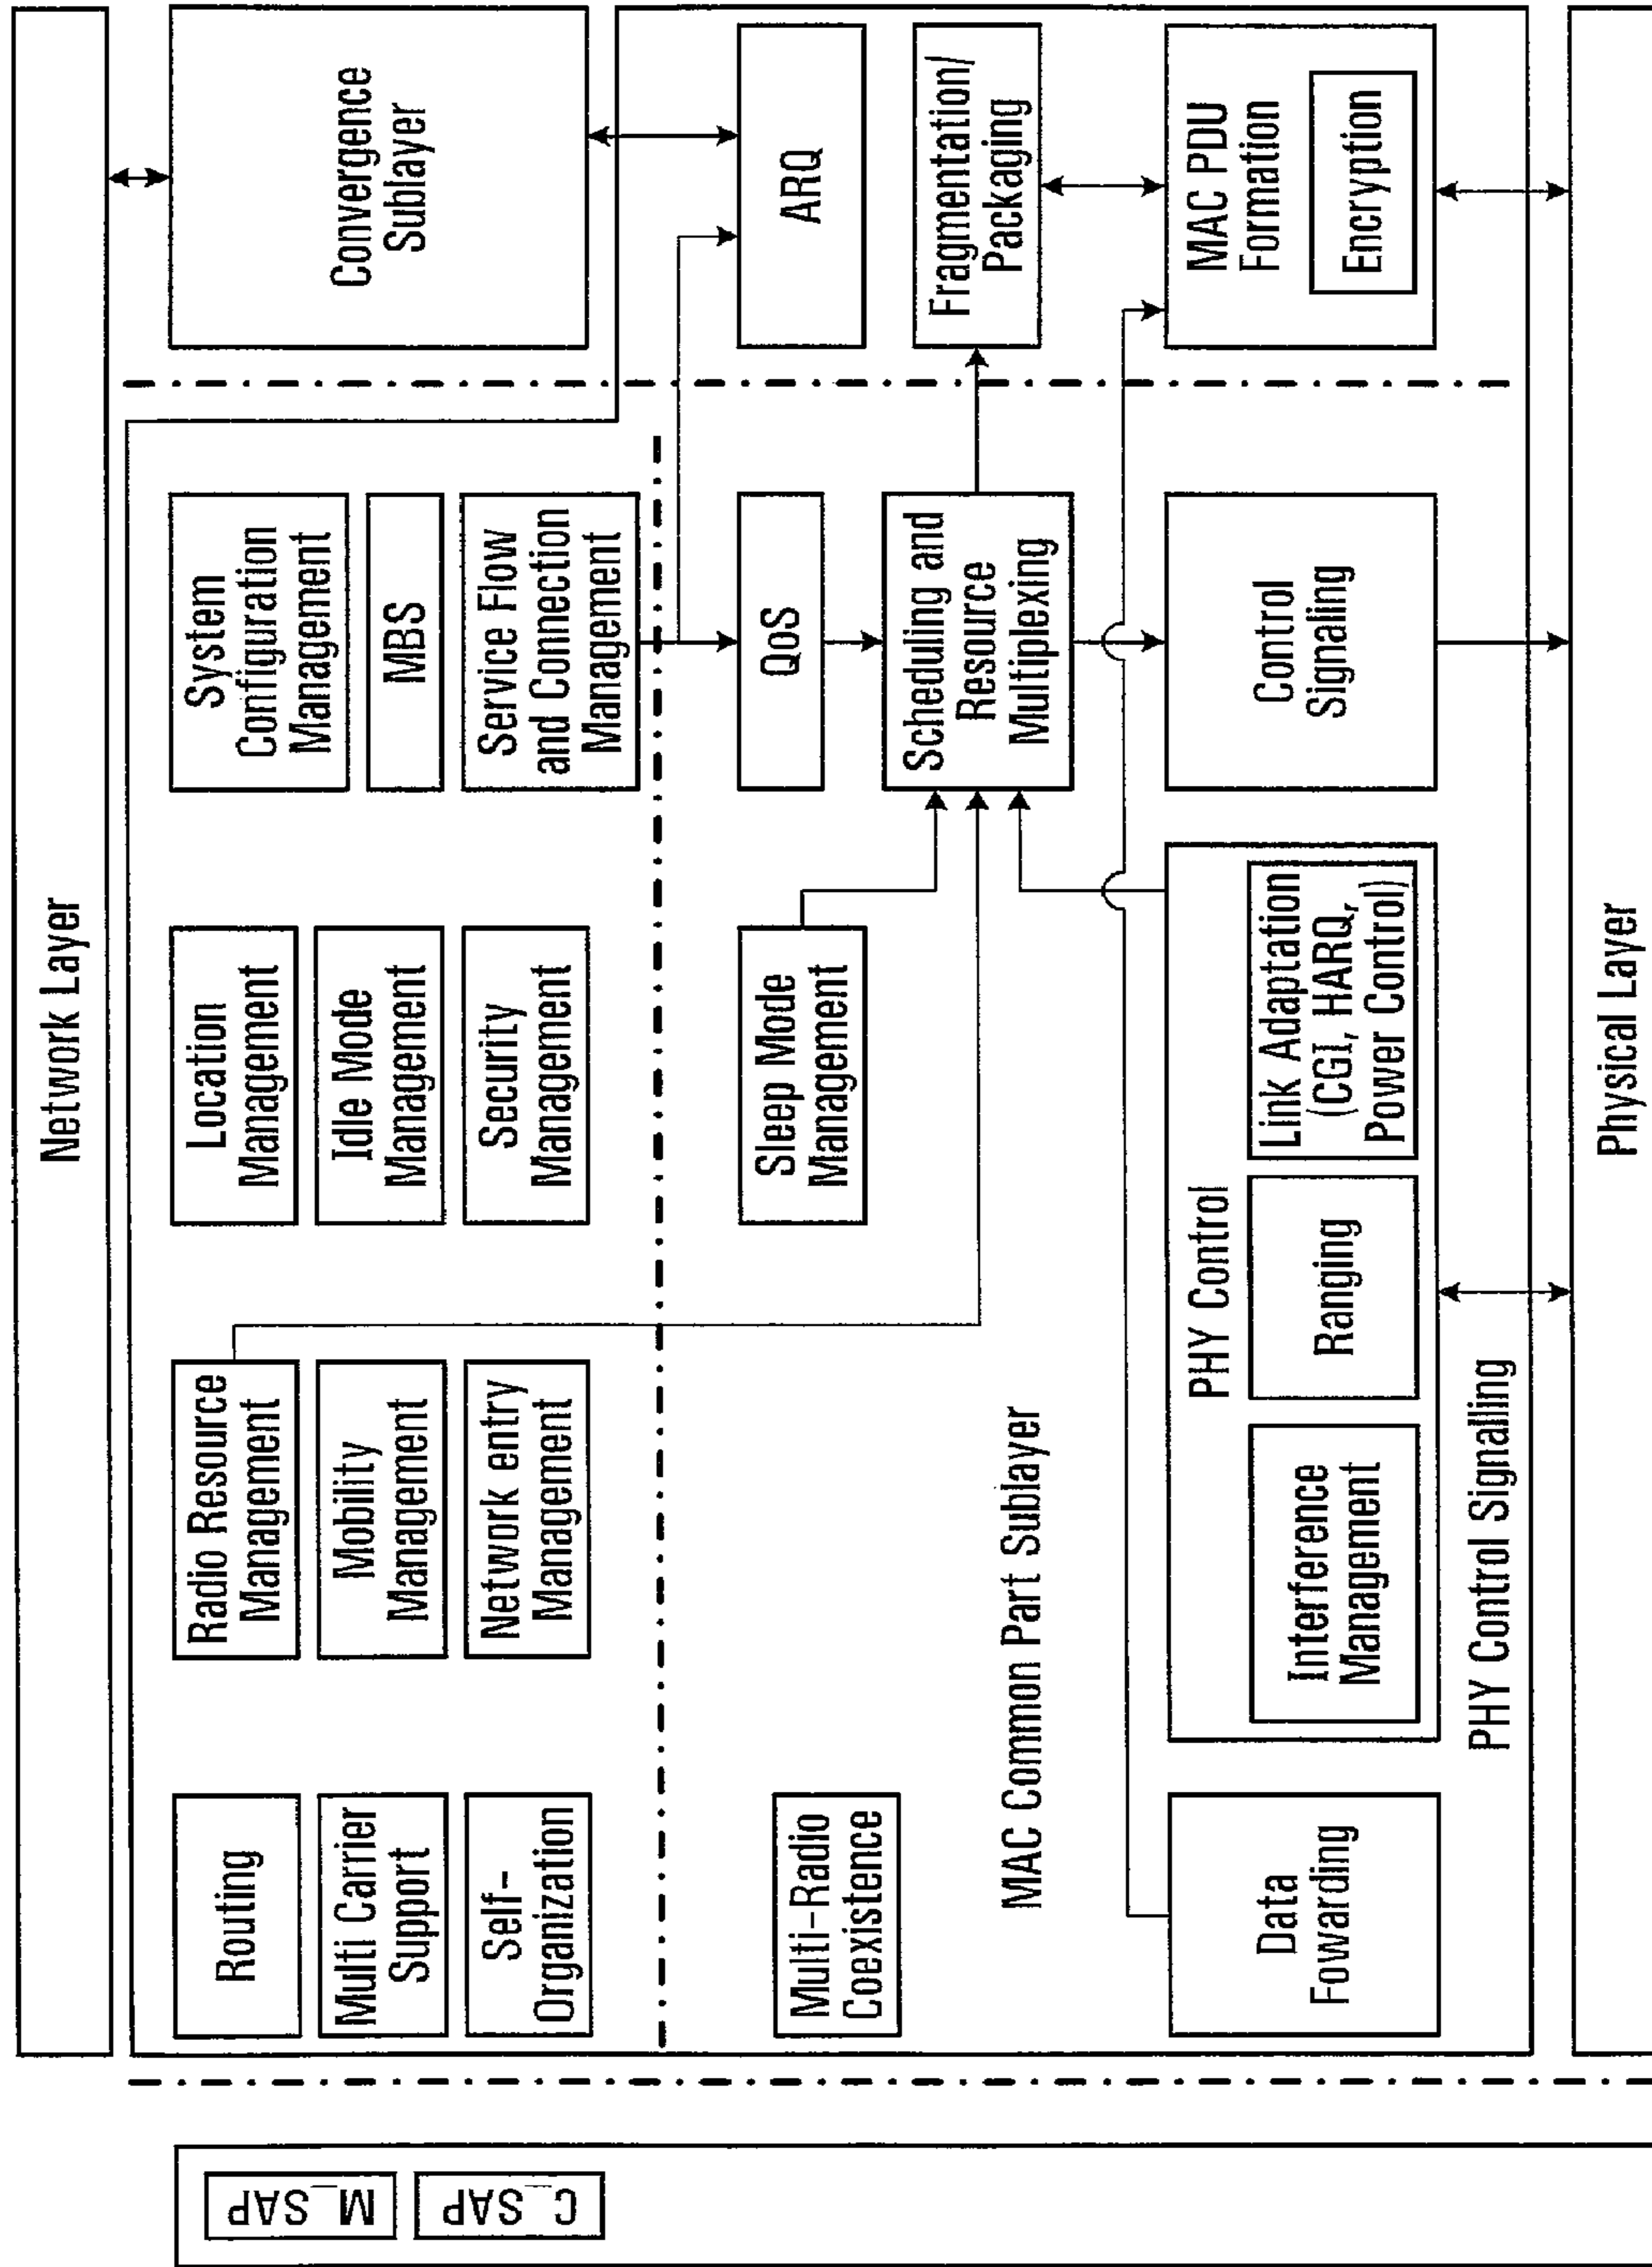 Network Layer
Routing
Radio Resource
Management
Location
Management
System
Configuration
Management
Convergence
Sublayer
Multi Carrier
Support
Mobility
Management
Idle Mode
Management
MBS
Self-
Organization
Network entry
Management
Security
Management
Service Flow
and Connection
Management
M_SAP
C_SAP
Multi-Radio
Coexistence
Sleep Mode
Management
QoS
ARQ
Scheduling and
Resource
Multiplexing
Fragmentation/
Packaging
MAC Common Part Sublayer
Data
Fowarding
PHY Control
Interference
Management
Ranging
Link Adaptation
(CGI, HARQ,
Power Control)
Control
Signaling
MAC PDU
Formation
Encryption
PHY Control Signalling
Physical Layer